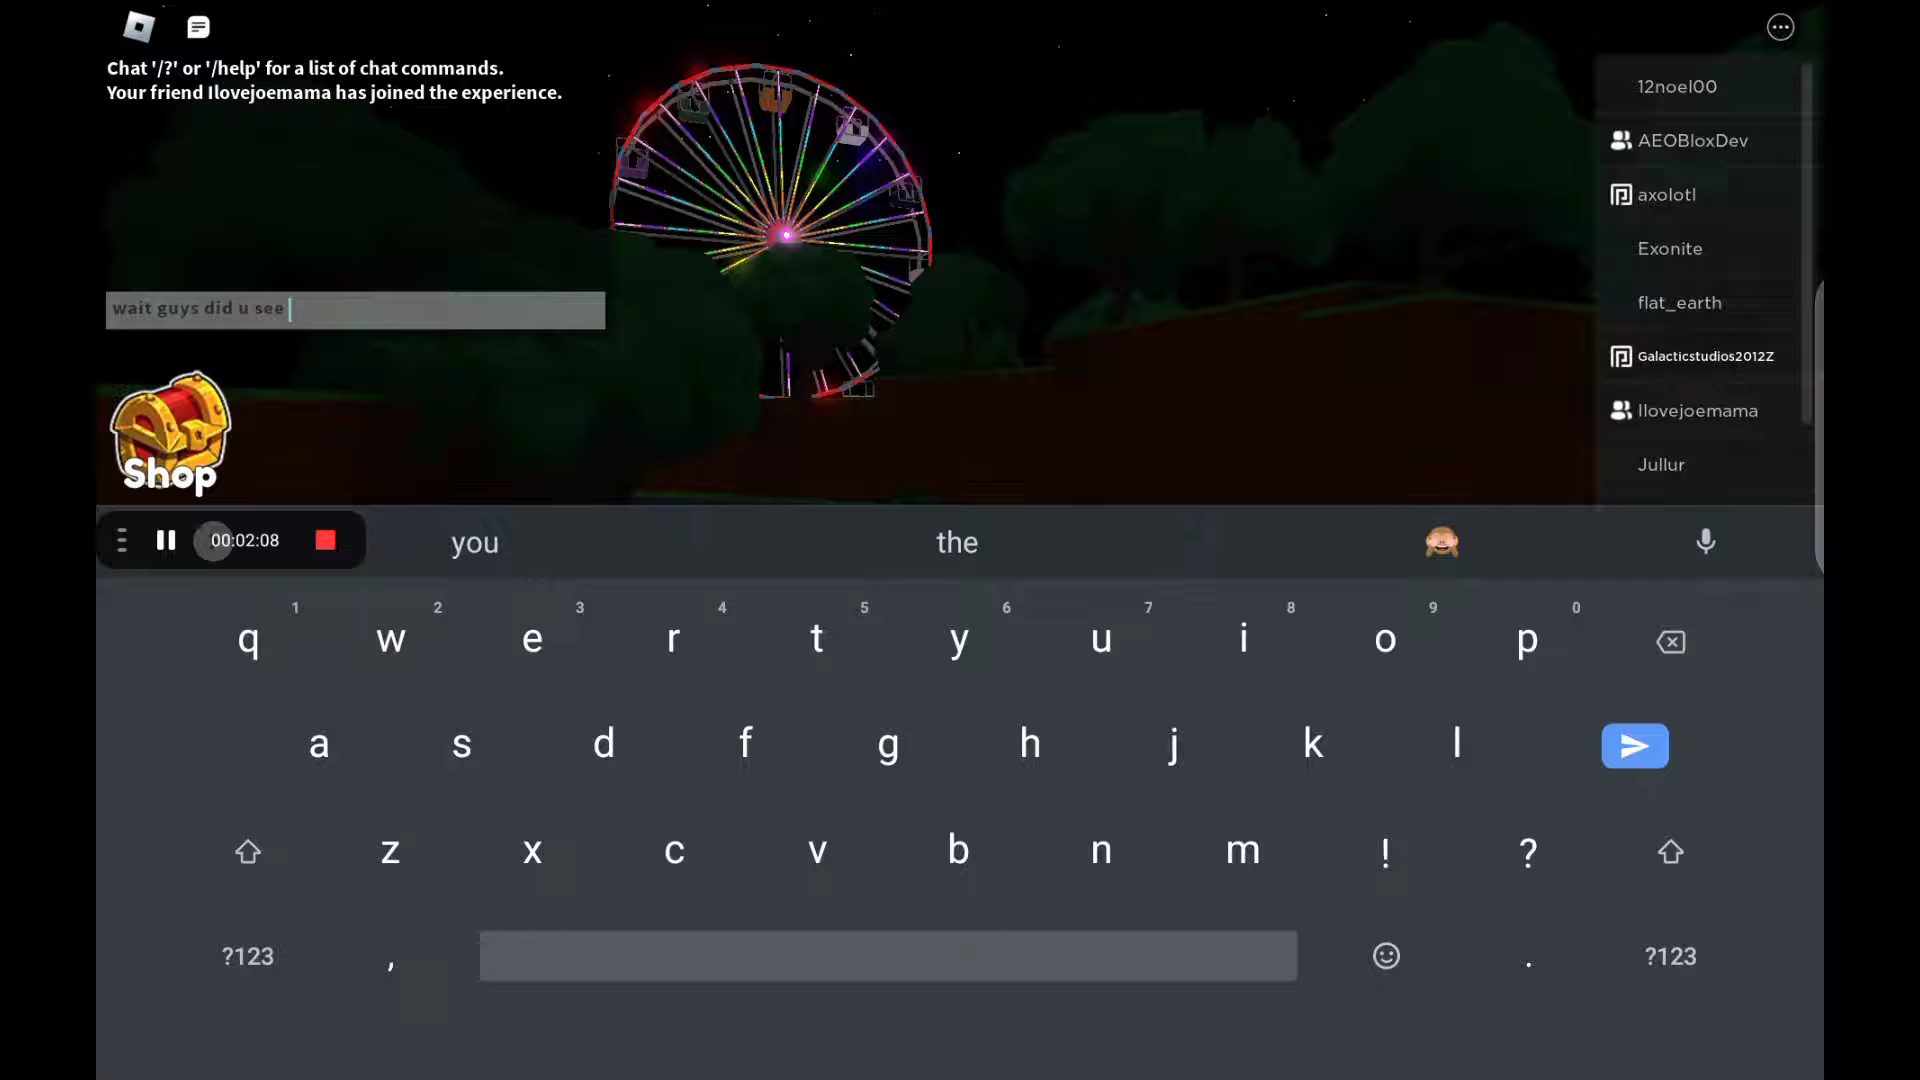 Chat '/?' or '/help' for a list of chat commands.
Your friend Ilovejoemama has joined the experience.
12noel00
AEOBloxDev
axolotl
Exonite
flat_earth
Galacticstudios2012Z
Ilovejoemama
Jullur
wait guys did u see
Shop
00:02:08
you
the
1 2 3 4 5 6 7 8 9 0
q w e r t y u i o p
a s d f g h j k l
z x c v b n m ! ?
?123 , . ?123